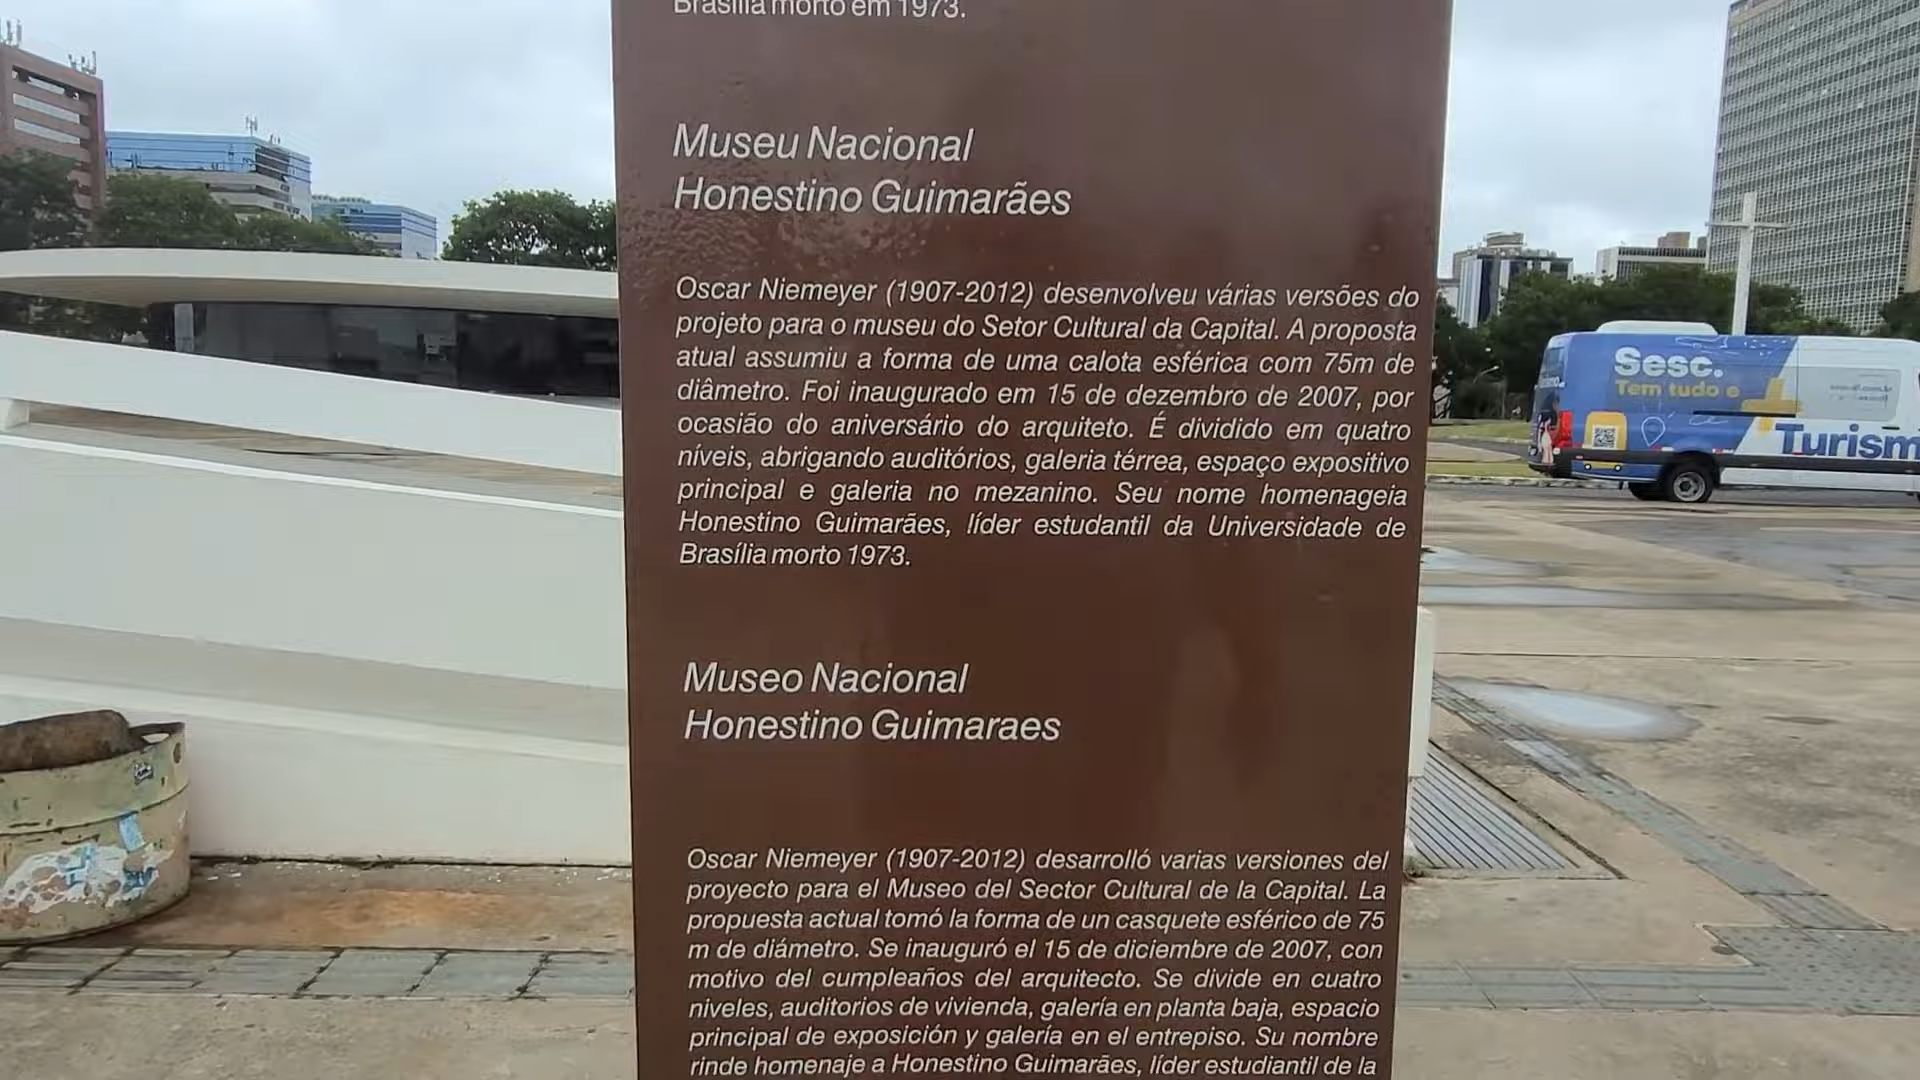 Brasília morto em 1973.
Museu Nacional
Honestino Guimarães
Oscar Niemeyer (1907-2012) desenvolveu várias versões do
projeto para o museu do Setor Cultural da Capital. A proposta
atual assumiu a forma de uma calota esférica com 75m de
diâmetro. Foi inaugurado em 15 de dezembro de 2007, por
ocasião do aniversário do arquiteto. É dividido em quatro
níveis, abrigando auditórios, galeria térrea, espaço expositivo
principal e galeria no mezanino. Seu nome homenageia
Honestino Guimarães, líder estudantil da Universidade de
Brasília morto 1973.
Museo Nacional
Honestino Guimaraes
Oscar Niemeyer (1907-2012) desarrolló varias versiones del
proyecto para el Museo del Sector Cultural de la Capital. La
propuesta actual tomó la forma de un casquete esférico de 75
m de diámetro. Se inauguró el 15 de diciembre de 2007, con
motivo del cumpleaños del arquitecto. Se divide en cuatro
niveles, auditorios de vivienda, galería en planta baja, espacio
principal de exposición y galería en el entrepiso. Su nombre
rinde homenaje a Honestino Guimarães, líder estudiantil de la
Sesc.
Tem tudo e
Turism